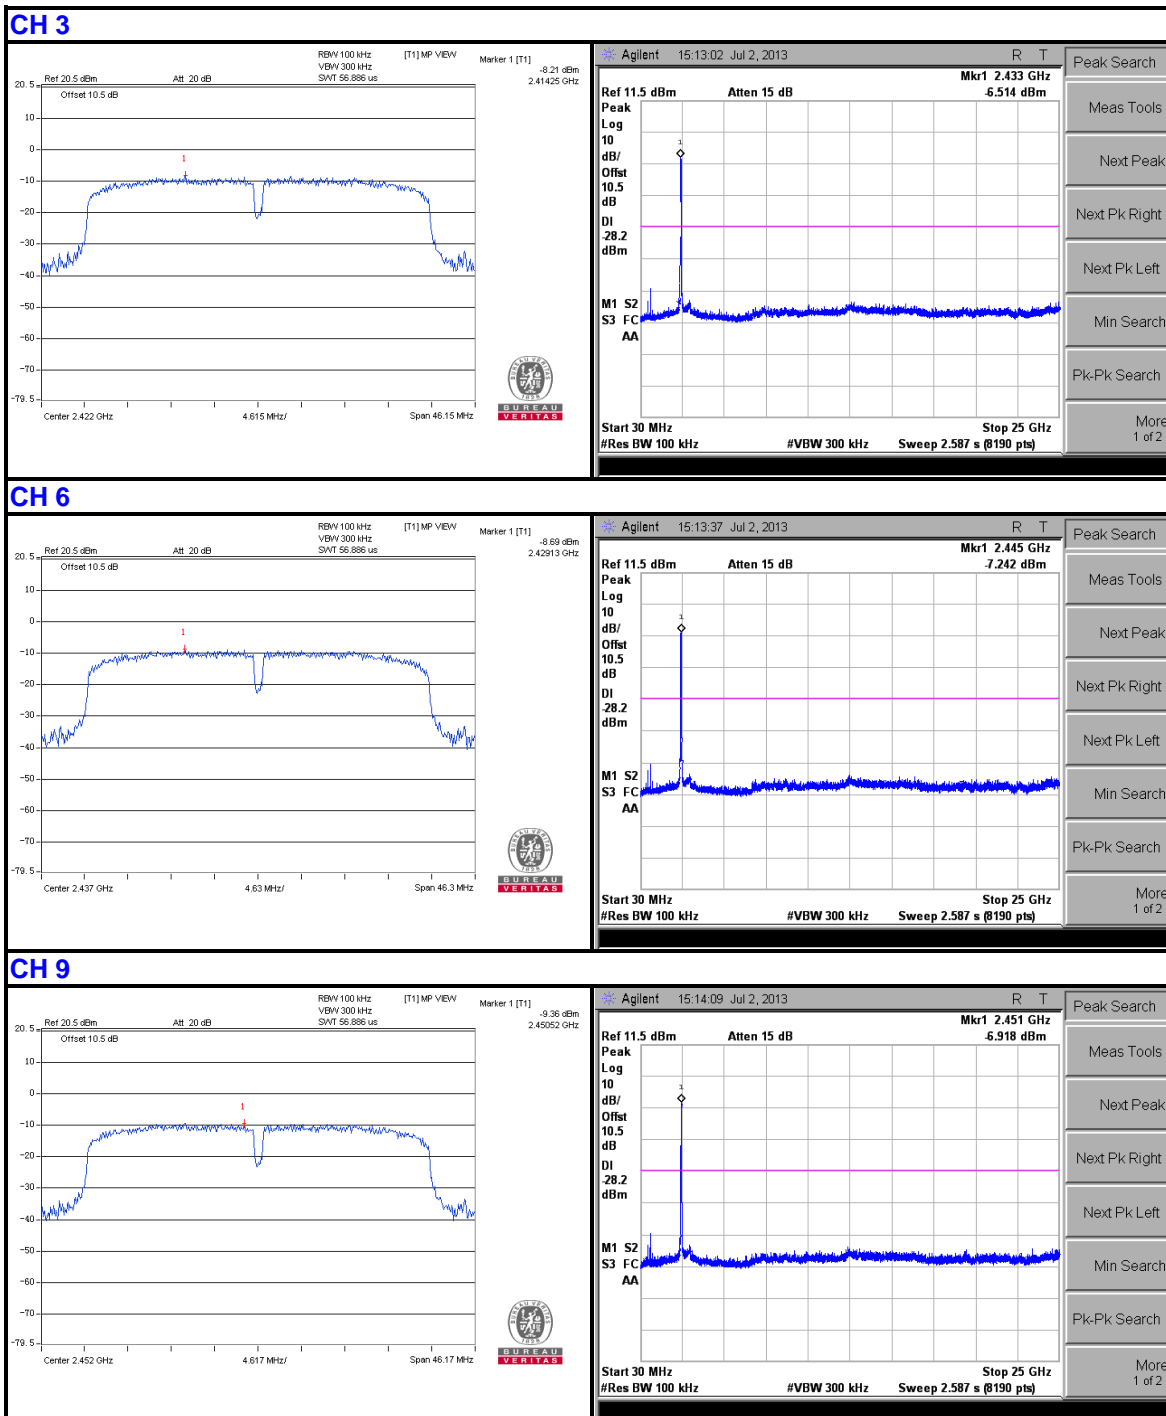 CH 3
RBW 100 kHz [T1] MP VIEW
VBW 300 kHz
SWT 56.886 us
Marker 1 [T1]
-8.21 dBm
2.41425 GHz
Ref 20.5 dBm Att 20 dB
20.5
Offset 10.5 dB
10
0
1
-10
-20
-30
-40
-50
-60
-70
-79.5
Center 2.422 GHz 4.615 MHz/ Span 46.15 MHz
BUREAU VERITAS
1828
BUREAU
VERITAS
Agilent 15:13:02 Jul 2, 2013 R T
Mkr1 2.433 GHz
Ref 11.5 dBm Atten 15 dB -6.514 dBm
Peak
Log
10
dB/
Offst
10.5
dB
DI
-28.2
dBm
1
M1 S2
S3 FC
AA
Start 30 MHz Stop 25 GHz
#Res BW 100 kHz #VBW 300 kHz Sweep 2.587 s (8190 pts)
Peak Search
Meas Tools
Next Peak
Next Pk Right
Next Pk Left
Min Search
Pk-Pk Search
More
1 of 2
CH 6
RBW 100 kHz [T1] MP VIEW
VBW 300 kHz
SWT 56.886 us
Marker 1 [T1]
-8.69 dBm
2.42913 GHz
Ref 20.5 dBm Att 20 dB
20.5
Offset 10.5 dB
10
0
1
-10
-20
-30
-40
-50
-60
-70
-79.5
Center 2.437 GHz 4.63 MHz/ Span 46.3 MHz
BUREAU VERITAS
1828
BUREAU
VERITAS
Agilent 15:13:37 Jul 2, 2013 R T
Mkr1 2.445 GHz
Ref 11.5 dBm Atten 15 dB -7.242 dBm
Peak
Log
10
dB/
Offst
10.5
dB
DI
-28.2
dBm
1
M1 S2
S3 FC
AA
Start 30 MHz Stop 25 GHz
#Res BW 100 kHz #VBW 300 kHz Sweep 2.587 s (8190 pts)
Peak Search
Meas Tools
Next Peak
Next Pk Right
Next Pk Left
Min Search
Pk-Pk Search
More
1 of 2
CH 9
RBW 100 kHz [T1] MP VIEW
VBW 300 kHz
SWT 56.886 us
Marker 1 [T1]
-9.36 dBm
2.45052 GHz
Ref 20.5 dBm Att 20 dB
20.5
Offset 10.5 dB
10
0
1
-10
-20
-30
-40
-50
-60
-70
-79.5
Center 2.452 GHz 4.617 MHz/ Span 46.17 MHz
BUREAU VERITAS
1828
BUREAU
VERITAS
Agilent 15:14:09 Jul 2, 2013 R T
Mkr1 2.451 GHz
Ref 11.5 dBm Atten 15 dB -6.918 dBm
Peak
Log
10
dB/
Offst
10.5
dB
DI
-28.2
dBm
1
M1 S2
S3 FC
AA
Start 30 MHz Stop 25 GHz
#Res BW 100 kHz #VBW 300 kHz Sweep 2.587 s (8190 pts)
Peak Search
Meas Tools
Next Peak
Next Pk Right
Next Pk Left
Min Search
Pk-Pk Search
More
1 of 2